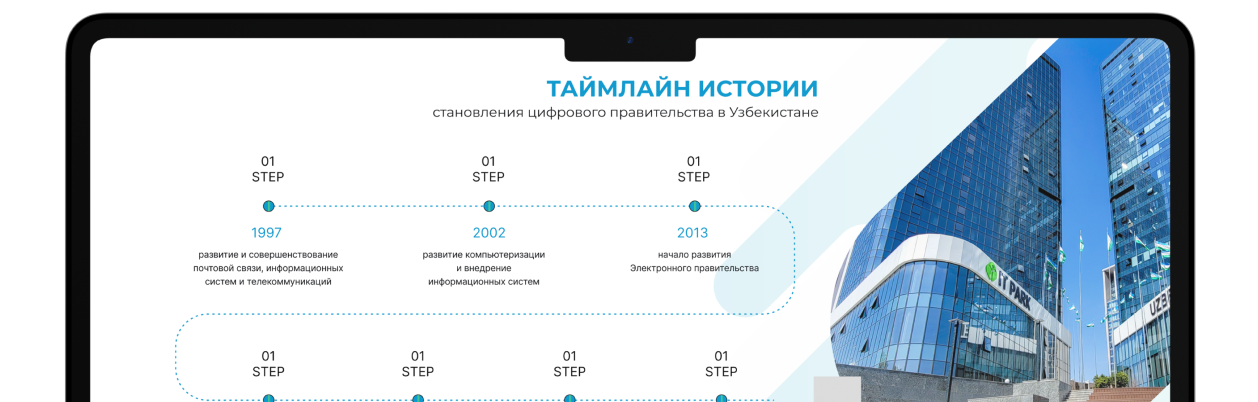 ТАЙМЛАЙН ИСТОРИИ
становления цифрового правительства в Узбекистане
01
STEP
1997
развитие и совершенствование
почтовой связи, информационных
систем и телекоммуникаций
01
STEP
2002
развитие компьютеризации
и внедрение
информационных систем
01
STEP
2013
начало развития
Электронного правительства
01
STEP
01
STEP
01
STEP
01
STEP
IT PARK
UZB